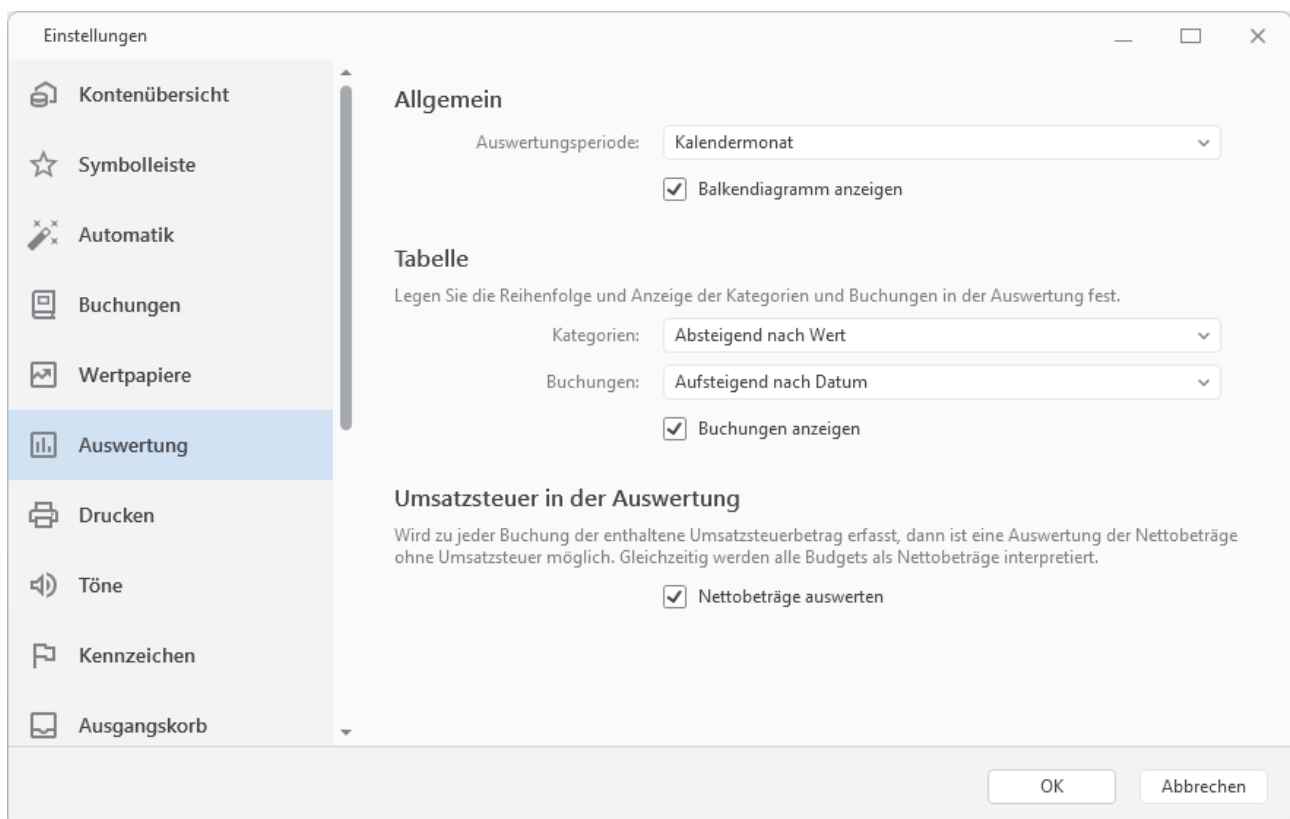 Einstellungen
Kontenübersicht
Symbolleiste
Automatik
Buchungen
Wertpapiere
Auswertung
Drucken
Töne
Kennzeichen
Ausgangskorb
Allgemein
Auswertungsperiode: Kalendermonat
Balkendiagramm anzeigen
Tabelle
Legen Sie die Reihenfolge und Anzeige der Kategorien und Buchungen in der Auswertung fest.
Kategorien: Absteigend nach Wert
Buchungen: Aufsteigend nach Datum
Buchungen anzeigen
Umsatzsteuer in der Auswertung
Wird zu jeder Buchung der enthaltene Umsatzsteuerbetrag erfasst, dann ist eine Auswertung der Nettobeträge
ohne Umsatzsteuer möglich. Gleichzeitig werden alle Budgets als Nettobeträge interpretiert.
Nettobeträge auswerten
OK Abbrechen